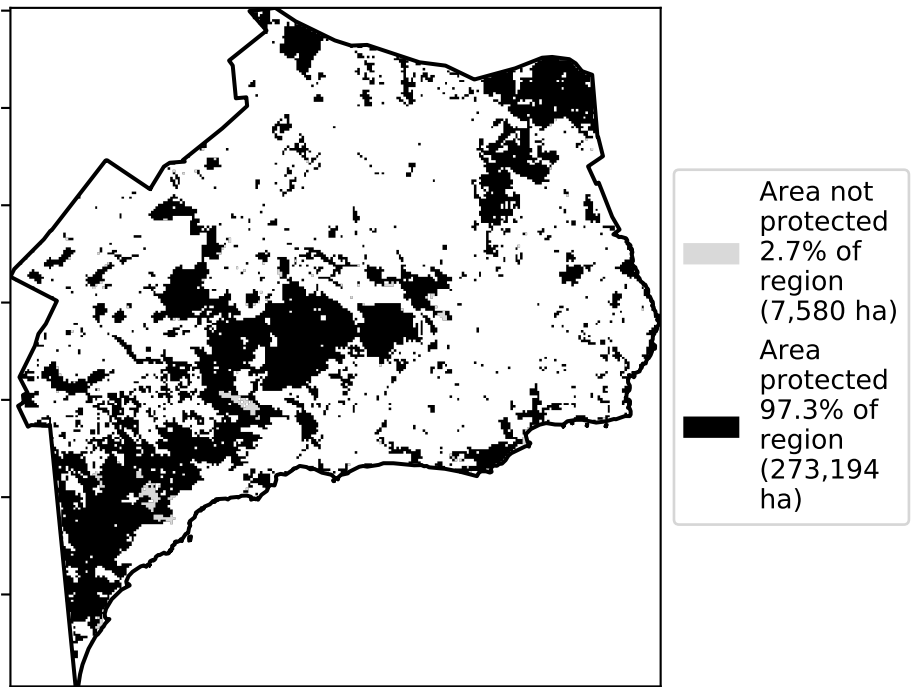 Area not
protected
2.7% of
region
(7,580 ha)
Area
protected
97.3% of
region
(273,194
ha)